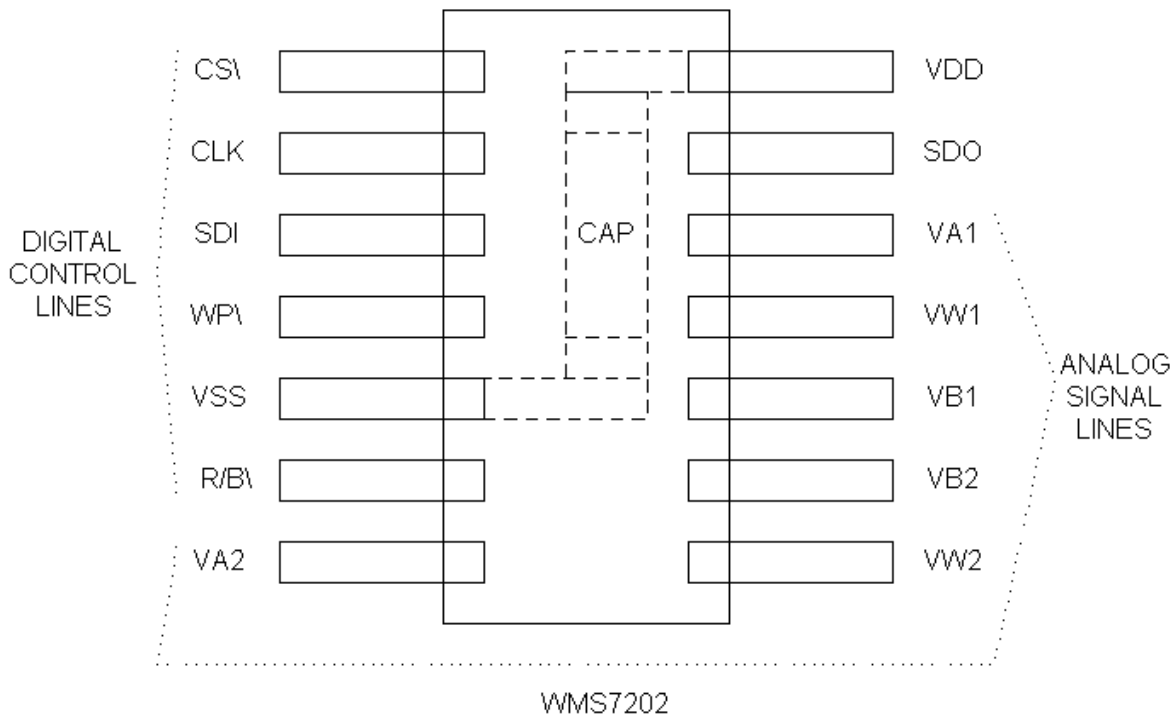 CS\
VDD
CLK
SDO
SDI
VA1
DIGITAL
CONTROL
LINES
CAP
WP\
VW1
VSS
VB1
ANALOG
SIGNAL
LINES
R/B\
VB2
VA2
VW2
WMS7202